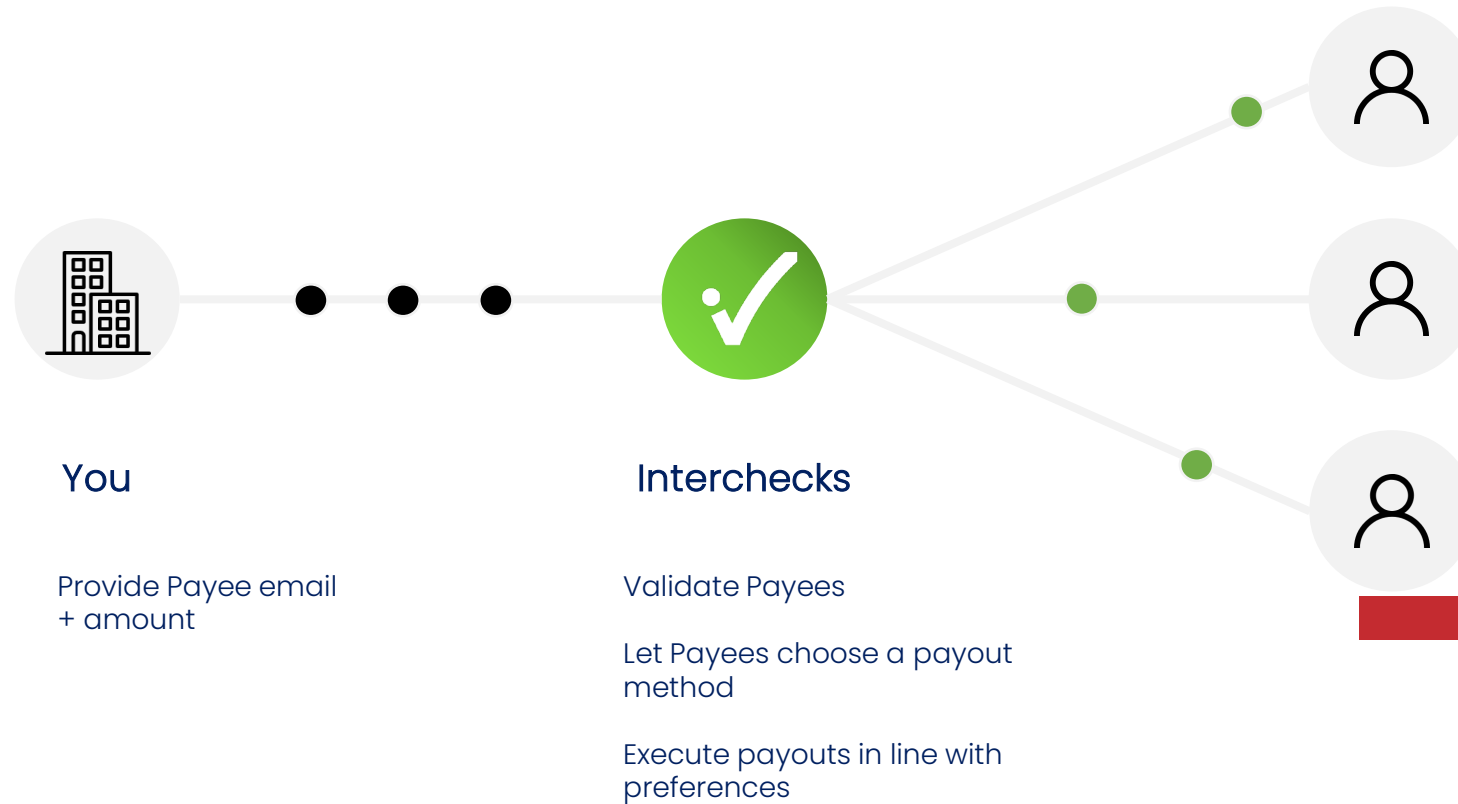 You
Interchecks
Provide Payee email
+ amount
Validate Payees
Let Payees choose a payout
method
Execute payouts in line with
preferences